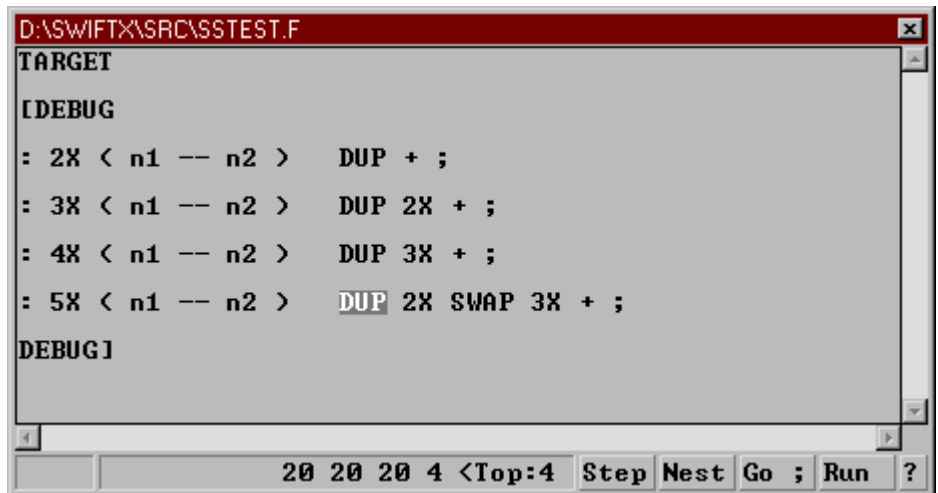 D:\SWIFTX\SRC\SSTEST.F
TARGET
[DEBUG
: 2X ( n1 -- n2 )   DUP + ;
: 3X ( n1 -- n2 )   DUP 2X + ;
: 4X ( n1 -- n2 )   DUP 3X + ;
: 5X ( n1 -- n2 )   DUP 2X SWAP 3X + ;
DEBUG]
20 20 20 4 <Top:4 Step Nest Go ; Run ?